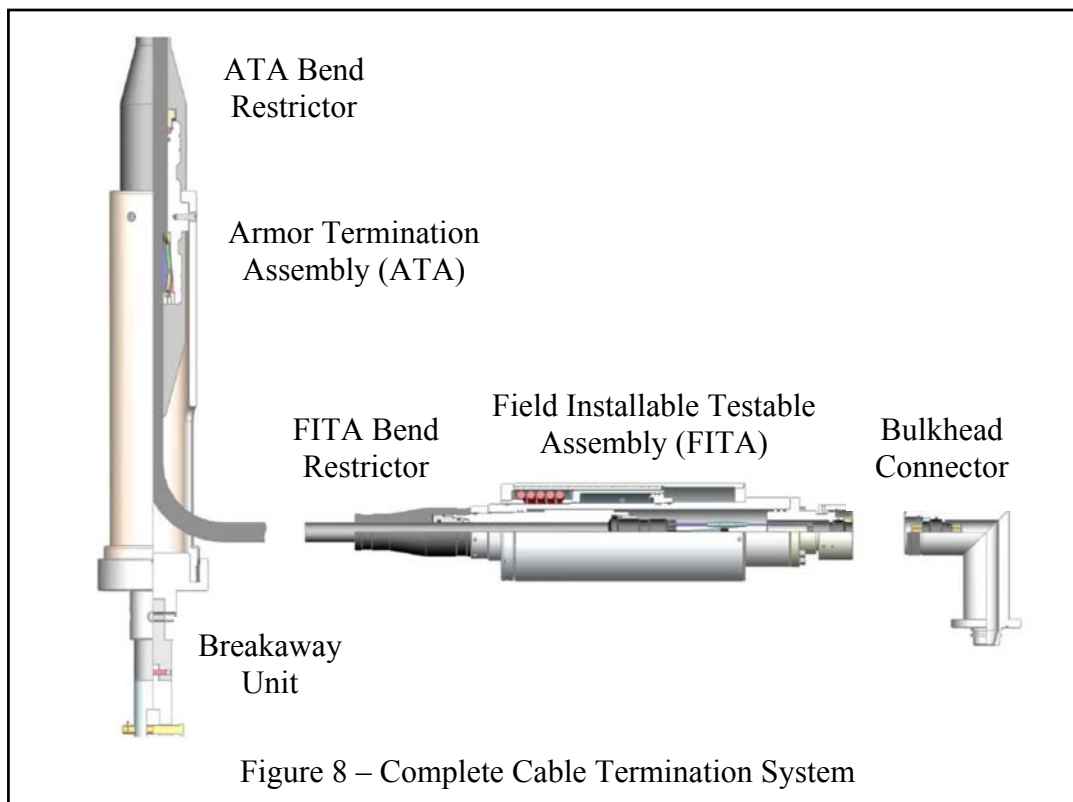 ATA Bend
Restrictor
Armor Termination
Assembly (ATA)
FITA Bend
Restrictor
Field Installable Testable
Assembly (FITA)
Bulkhead
Connector
Breakaway
Unit
Figure 8 – Complete Cable Termination System